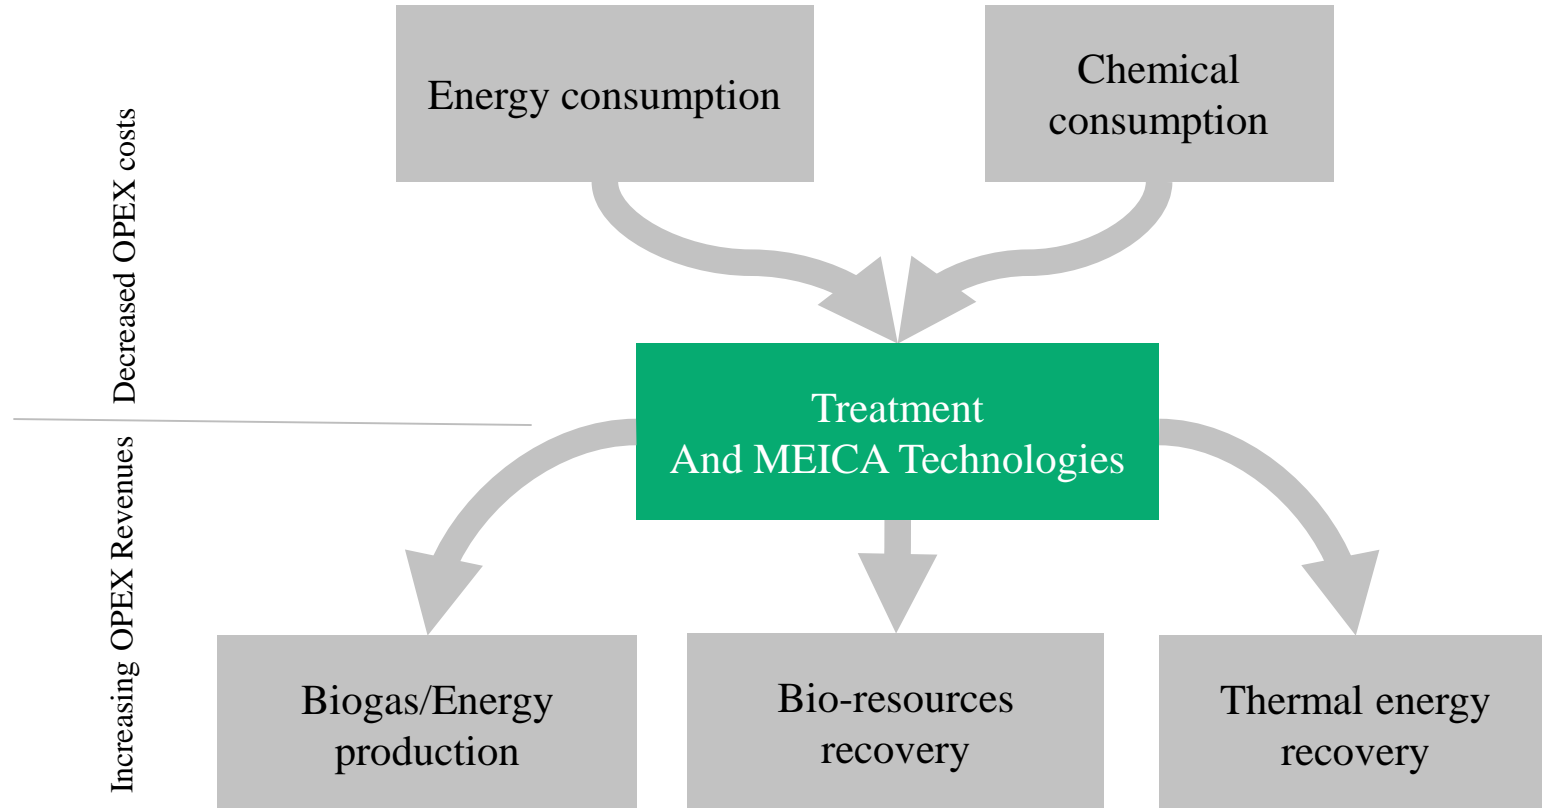 Energy consumption
Chemical
consumption
Decreased OPEX costs
Treatment
And MEICA Technologies
Increasing OPEX Revenues
Biogas/Energy
production
Bio-resources
recovery
Thermal energy
recovery